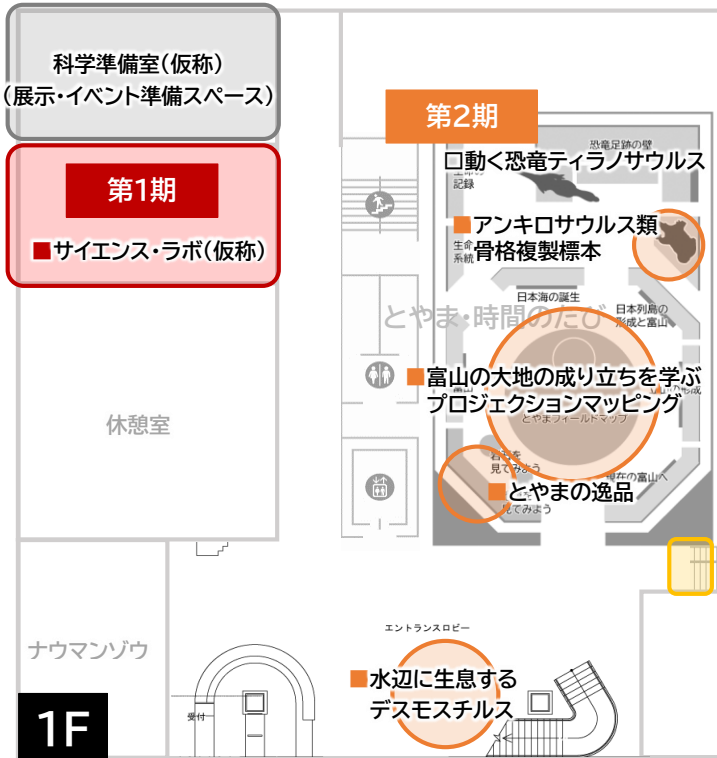 科学準備室(仮称)
(展示・イベント準備スペース)
第1期
■サイエンス・ラボ(仮称)
休憩室
ナウマンゾウ
1F
第2期
恐竜足跡の壁
□動く恐竜ティラノサウルス
記録
■アンキロサウルス類
骨格複製標本
生命
系統
日本海の誕生
日本列島の
形成と富山
とやま・時間のたび
■富山の大地の成り立ちを学ぶ
プロジェクションマッピング
とやまフィールドマップ
見てみよう
現在の富山へ
■とやまの逸品
見てみよう
エントランスロビー
■水辺に生息する
デスモスチルス
受付